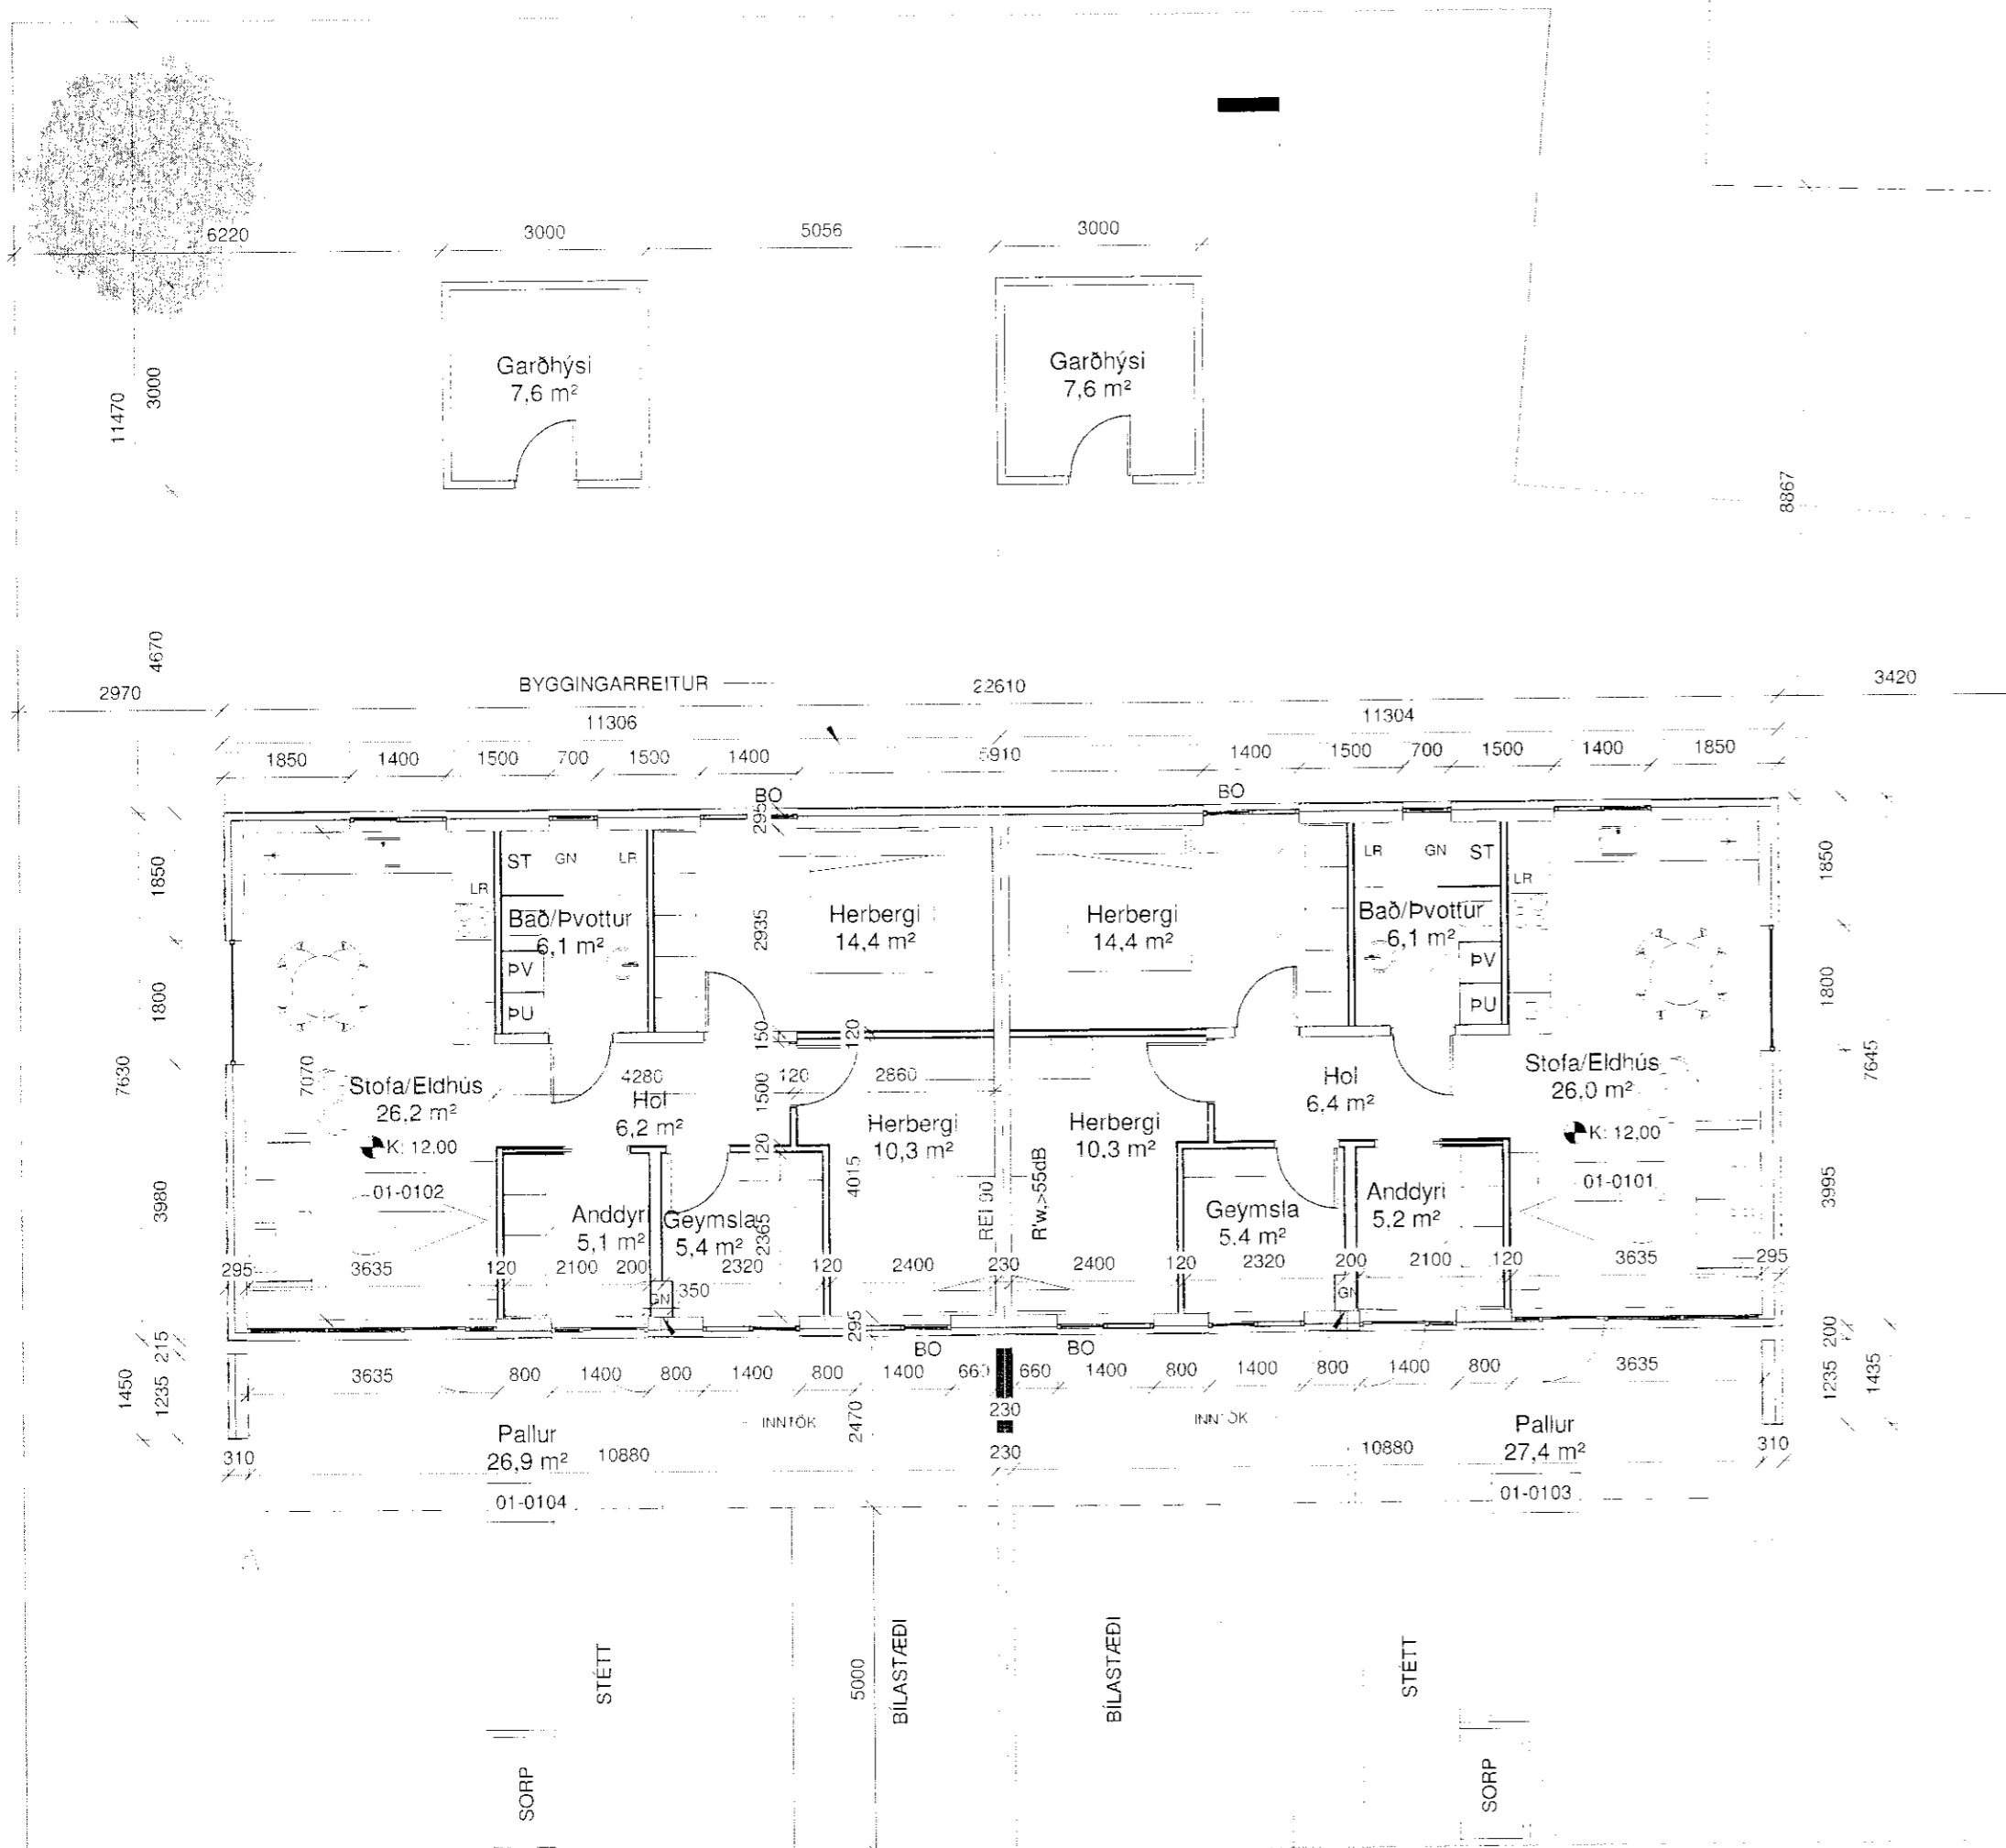 6220
3000
5056
3000
Garðhýsi
7,6 m²
Garðhýsi
7,6 m²
11470
3000
8867
4670
2970
BYGGINGARREITUR
22610
3420
11306
11304
1850
1400
1500
700
1500
1400
5910
1400
1500
700
1500
1400
1850
BO
BO
295
ST
GN
LR
LR
LR
GN
ST
LR
1850
1850
Bað/Þvottur
6,1 m²
2935
Herbergi
14,4 m²
Herbergi
14,4 m²
Bað/Þvottur
6,1 m²
ÞV
ÞU
ÞV
ÞU
1800
1800
1550
120
7630
7070
Stofa/Eldhús
26,2 m²
K: 12,00
01-0102
4280
Hol
6,2 m²
1500
120
2860
120
Herbergi
10,3 m²
Herbergi
10,3 m²
Hol
6,4 m²
Stofa/Eldhús
26,0 m²
K: 12,00
01-0101
7645
3980
3995
4015
REI 90
R'w,>55dB
Anddyri
5,1 m²
Geymsla
5,4 m²
2365
Geymsla
5.4 m²
Anddyri
5,2 m²
295
3635
120
2100
200
2320
120
2400
230
2400
120
2320
200
2100
120
3635
295
GN
350
GN
295
BO
BO
215
200
1450
1235
1235
1435
3635
800
1400
800
1400
800
1400
660
660
1400
800
1400
800
1400
800
3635
INNTÖK
2470
230
INNTÖK
Pallur
26,9 m²
Pallur
27,4 m²
310
10880
230
10880
310
01-0104
01-0103
STÉTT
5000
BÍLASTÆÐI
BÍLASTÆÐI
STÉTT
SORP
SORP